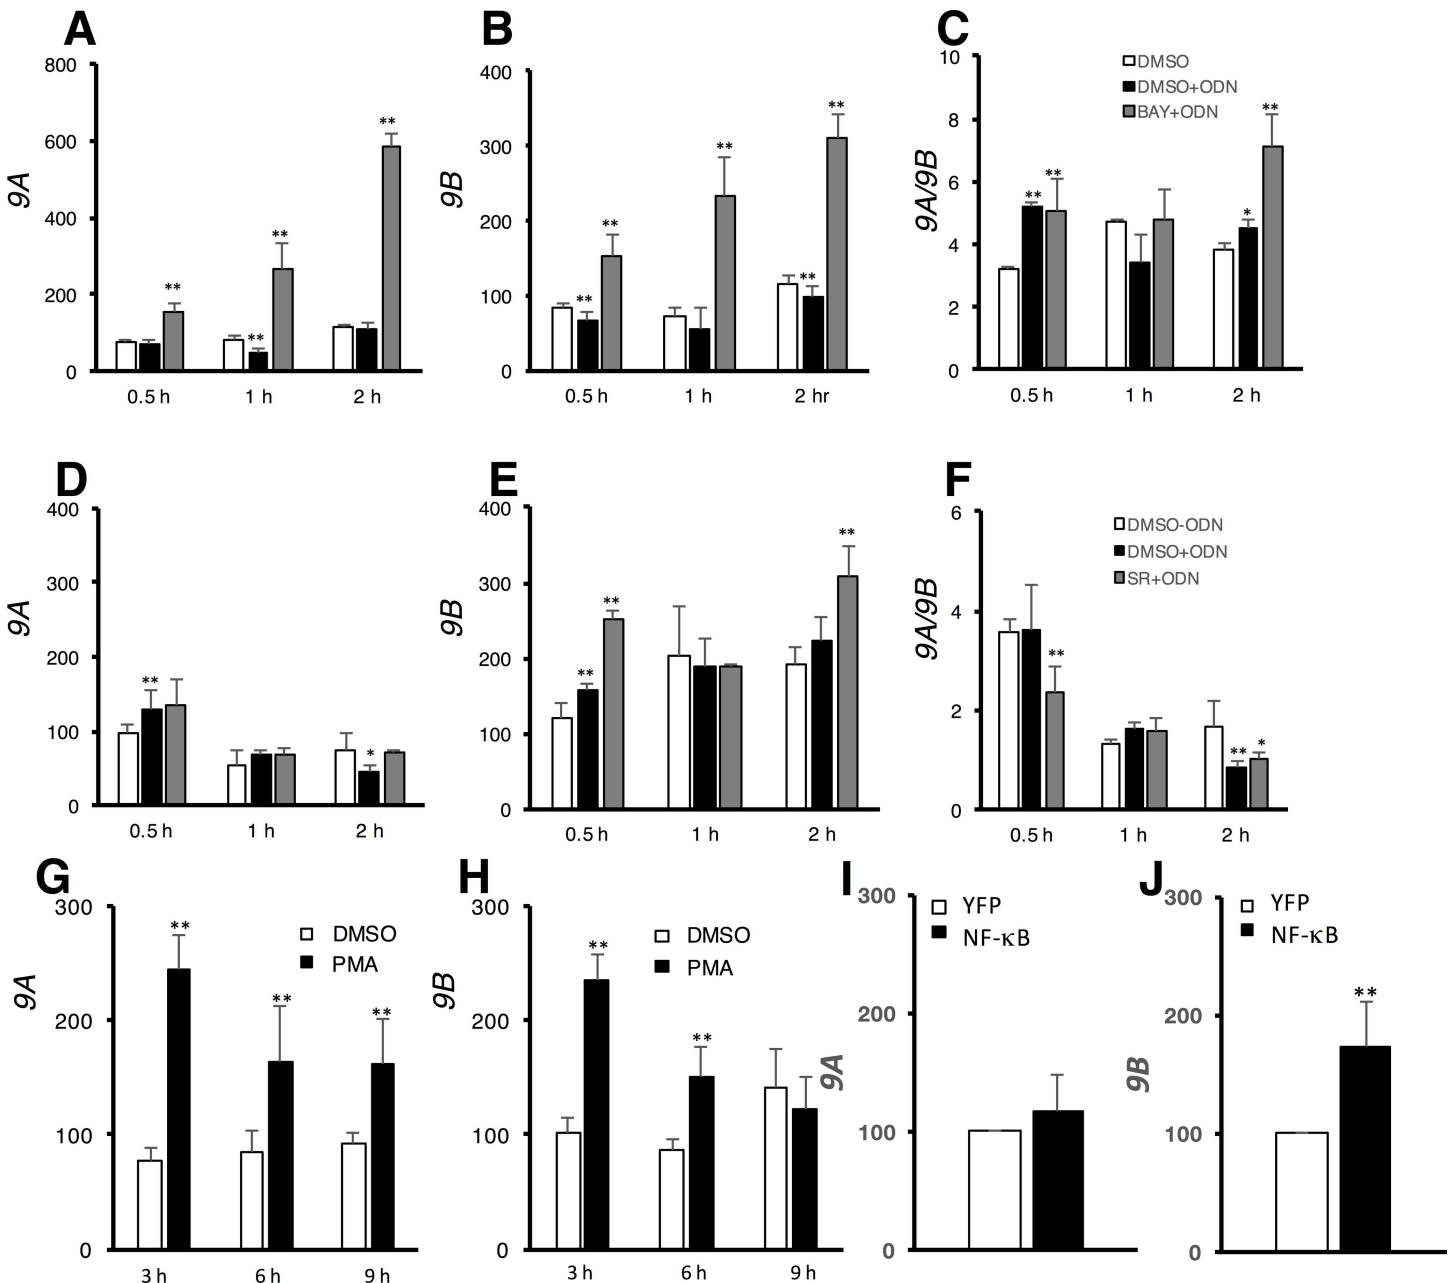 A
800
600
400
200
0
9A
**
**
**
**
0.5 h
1 h
2 h
B
400
300
200
100
0
9B
**
**
**
**
**
0.5 h
1 h
2 hr
C
10
8
6
4
2
0
9A/9B
DMSO
DMSO+ODN
BAY+ODN
**
**
*
**
0.5 h
1 h
2 h
D
400
300
200
100
0
9A
**
*
0.5 h
1 h
2 h
E
400
300
200
100
0
9B
**
**
**
0.5 h
1 h
2 h
F
6
4
2
0
9A/9B
DMSO-ODN
DMSO+ODN
SR+ODN
**
**
*
0.5 h
1 h
2 h
G
300
200
100
0
9A
DMSO
PMA
**
**
**
3 h
6 h
9 h
H
300
200
100
0
9B
DMSO
PMA
**
**
3 h
6 h
9 h
I
300
200
100
0
9A
YFP
NF-κB
J
300
200
100
0
9B
YFP
NF-κB
**